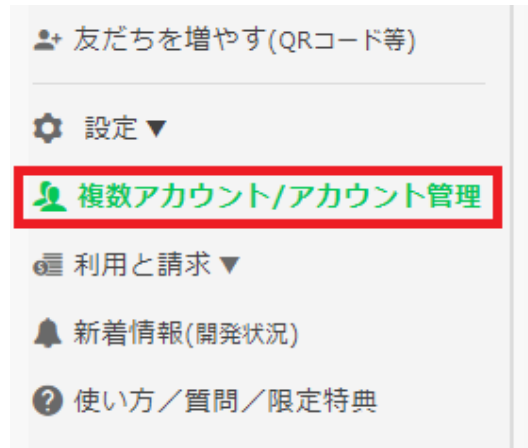 友だちを増やす(QRコード等)
設定▼
複数アカウント/アカウント管理
利用と請求▼
新着情報(開発状況)
使い方／質問／限定特典